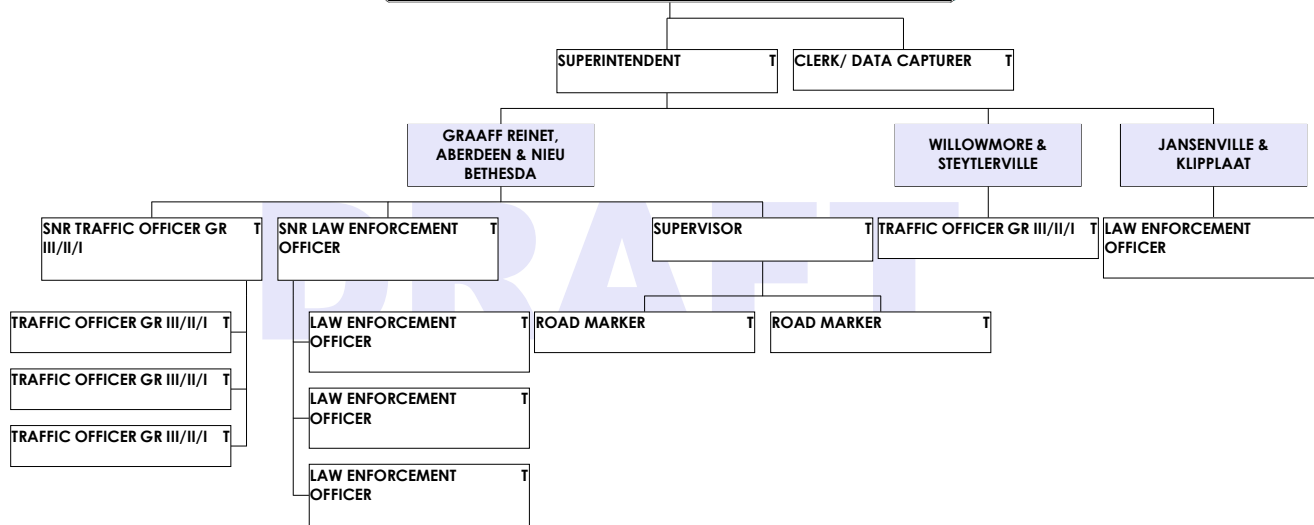 SUPERINTENDENT T
CLERK/ DATA CAPTURER T
GRAAFF REINET,
ABERDEEN & NIEU
BETHESDA
WILLOWMORE &
STEYTLERVILLE
JANSENVILLE &
KLIPPLAAT
SNR TRAFFIC OFFICER GR T
III/II/I
SNR LAW ENFORCEMENT T
OFFICER
SUPERVISOR T
TRAFFIC OFFICER GR III/II/I T
LAW ENFORCEMENT
OFFICER
DRAFT
TRAFFIC OFFICER GR III/II/I T
TRAFFIC OFFICER GR III/II/I T
TRAFFIC OFFICER GR III/II/I T
LAW ENFORCEMENT T
OFFICER
LAW ENFORCEMENT T
OFFICER
LAW ENFORCEMENT T
OFFICER
ROAD MARKER T
ROAD MARKER T